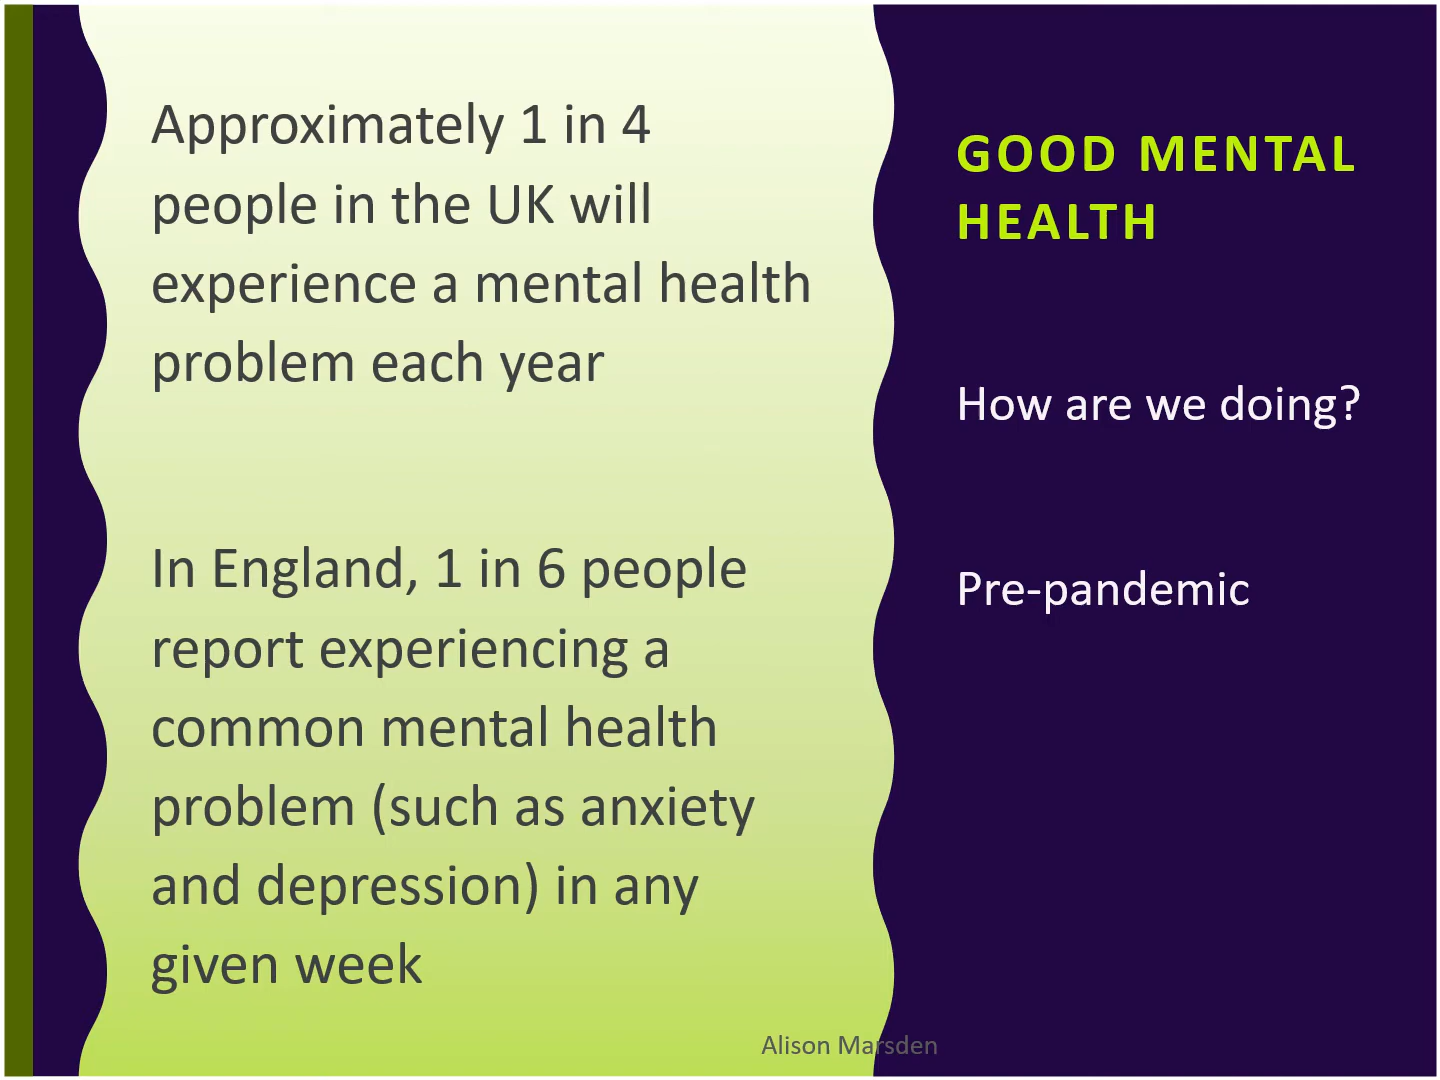 Approximately 1 in 4
people in the UK will
experience a mental health
problem each year
In England, 1 in 6 people
report experiencing a
common mental health
problem (such as anxiety
and depression) in any
given week
GOOD MENTAL
HEALTH
How are we doing?
Pre-pandemic
Alison Marsden